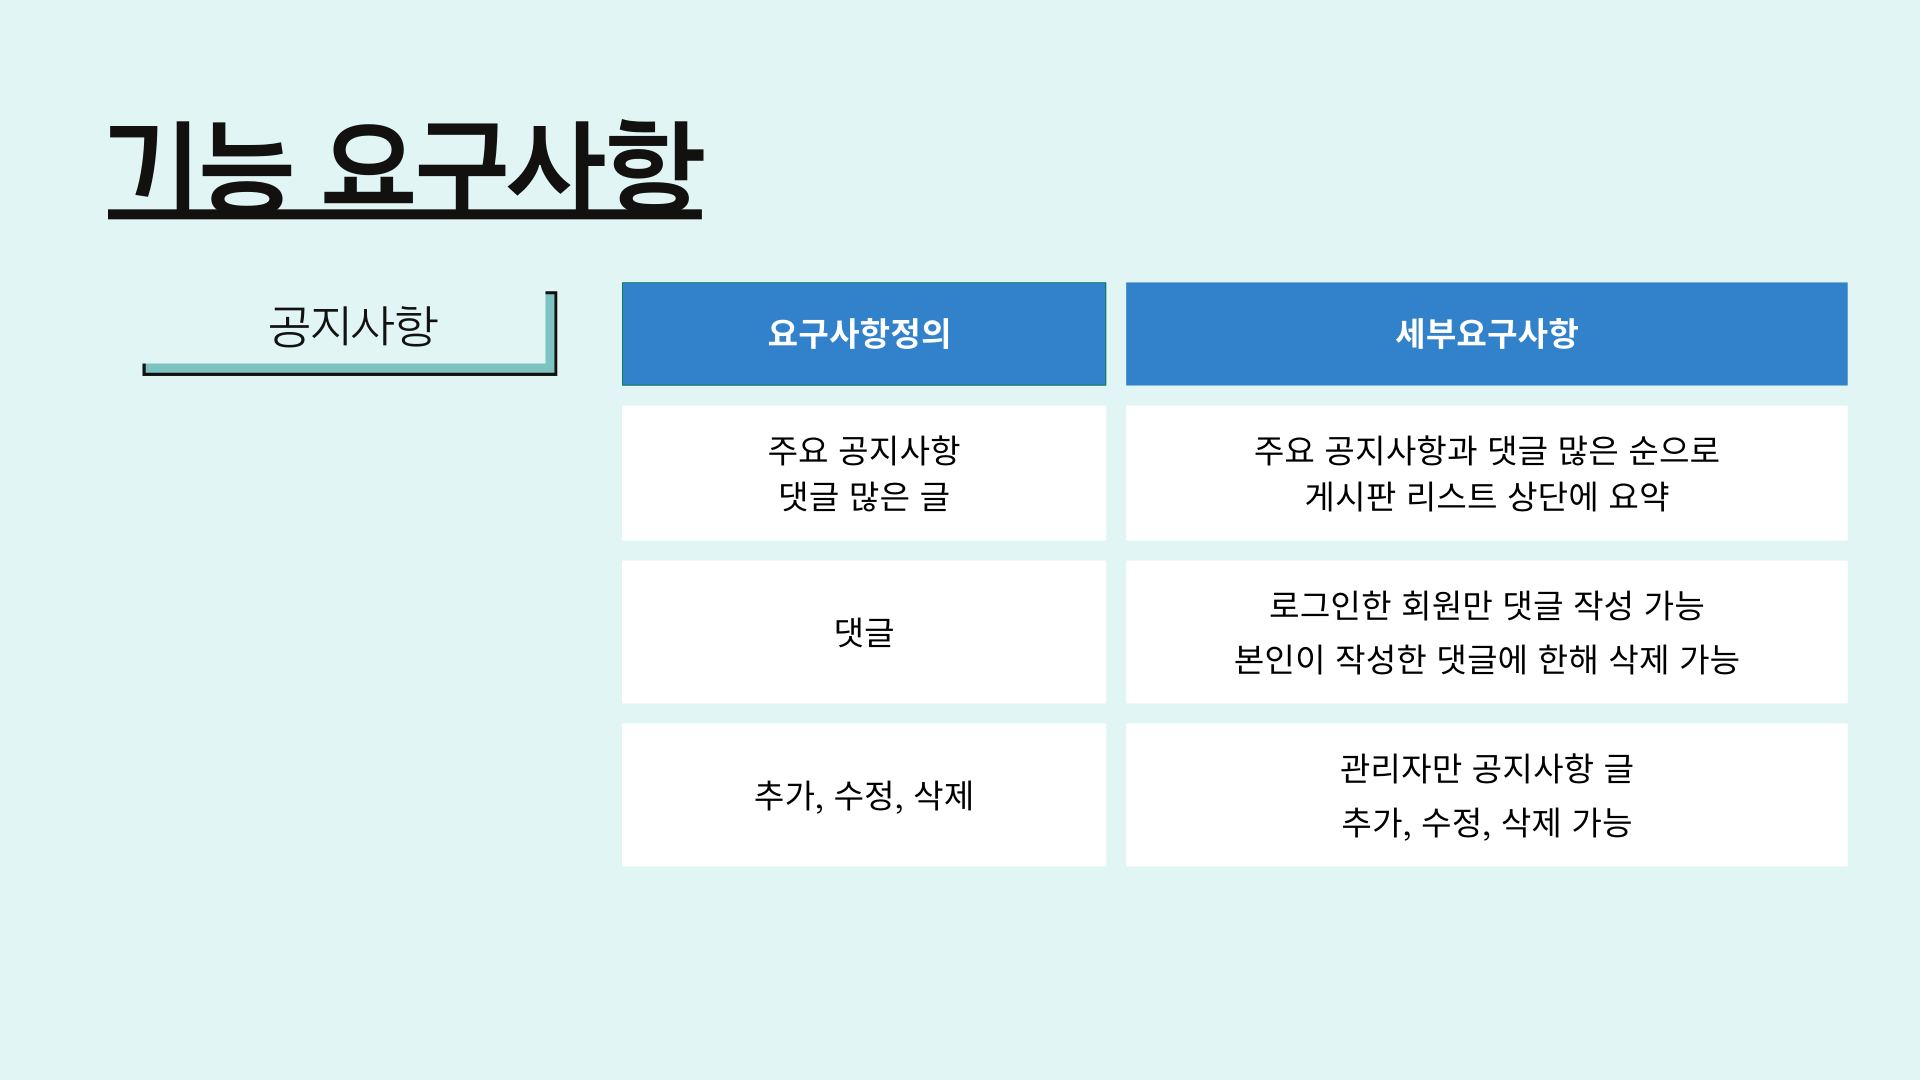 기능 요구사항
공지사항
요구사항정의
세부요구사항
주요 공지사항
댓글 많은 글
주요 공지사항과 댓글 많은 순으로
게시판 리스트 상단에 요약
댓글
로그인한 회원만 댓글 작성 가능
본인이 작성한 댓글에 한해 삭제 가능
추가, 수정, 삭제
관리자만 공지사항 글
추가, 수정, 삭제 가능